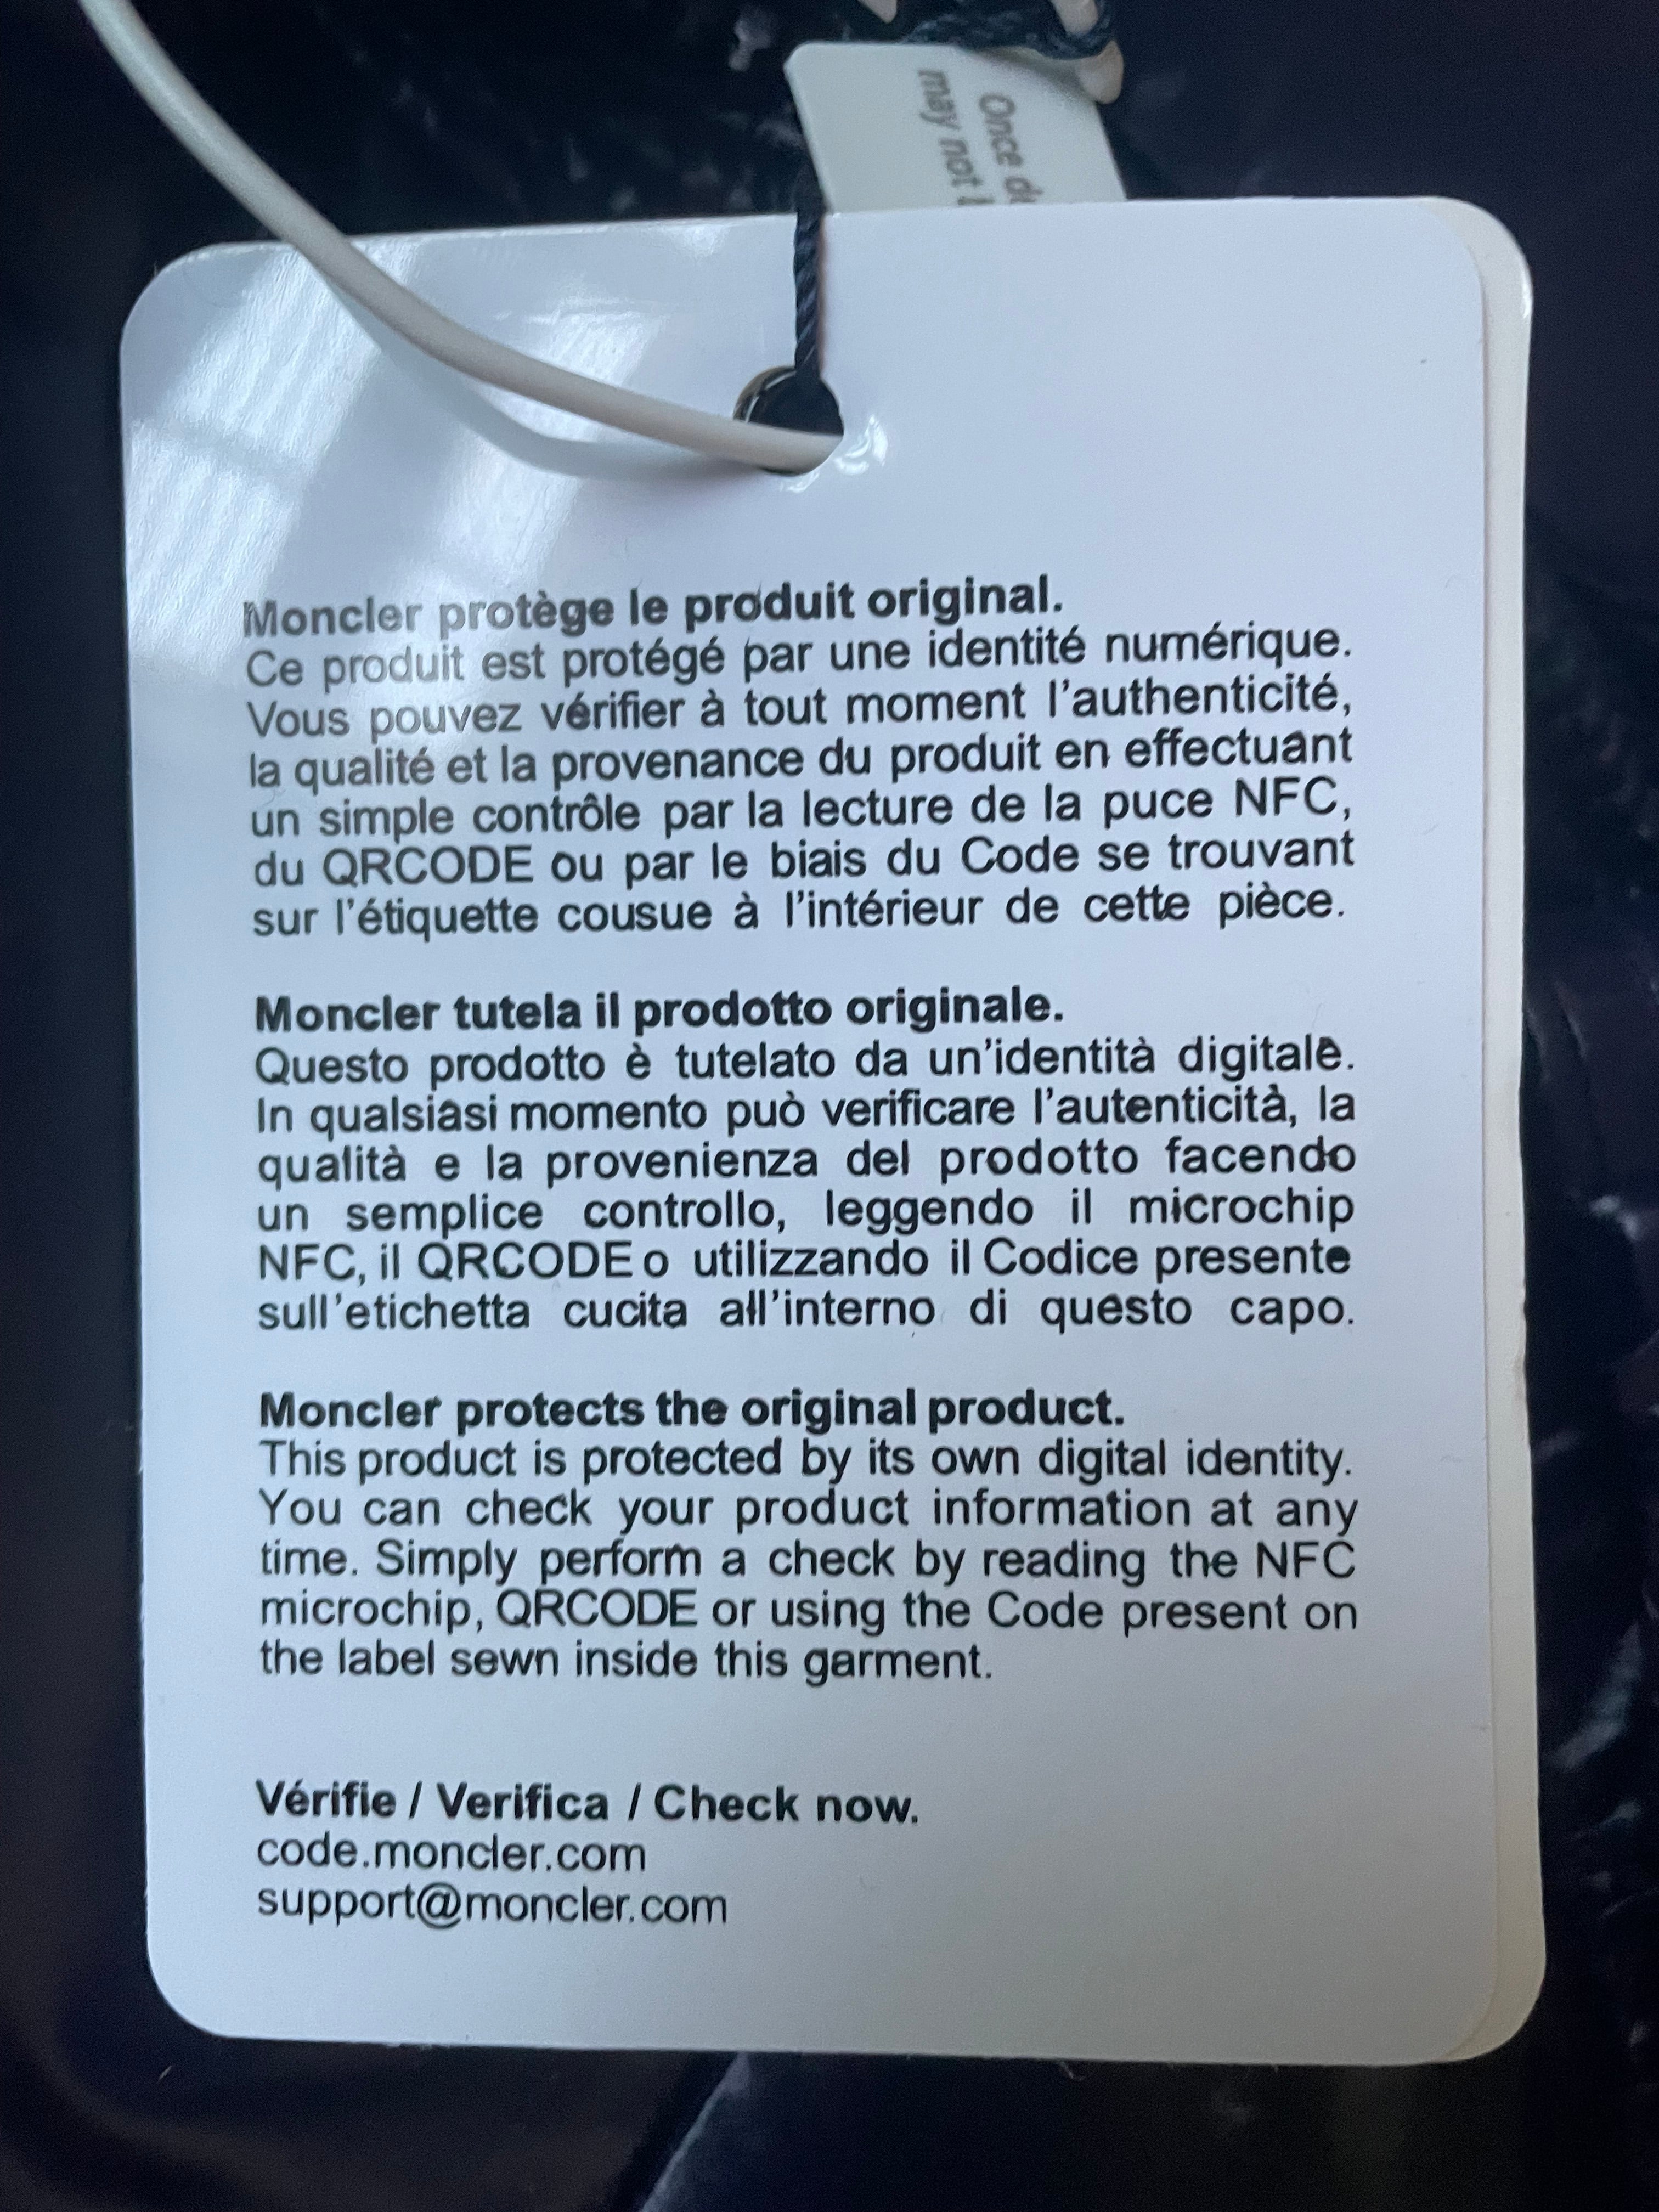 Once
may not
Moncler protège le produit original.
Ce produit est protégé par une identité numérique.
Vous pouvez vérifier à tout moment l'authenticité,
la qualité et la provenance du produit en effectuant
un simple contrôle par la lecture de la puce NFC,
du QRCODE ou par le biais du Code se trouvant
sur l'étiquette cousue à l'intérieur de cette pièce.
Moncler tutela il prodotto originale.
Questo prodotto è tutelato da un'identità digitale.
In qualsiasi momento può verificare l'autenticità, la
qualità e la provenienza del prodotto facendo
un semplice controllo, leggendo il microchip
NFC, il QRCODE o utilizzando il Codice presente
sull'etichetta cucita all'interno di questo capo.
Moncler protects the original product.
This product is protected by its own digital identity.
You can check your product information at any
time. Simply perform a check by reading the NFC
microchip, QRCODE or using the Code present on
the label sewn inside this garment.
Vérifie / Verifica / Check now.
code.moncler.com
support@moncler.com